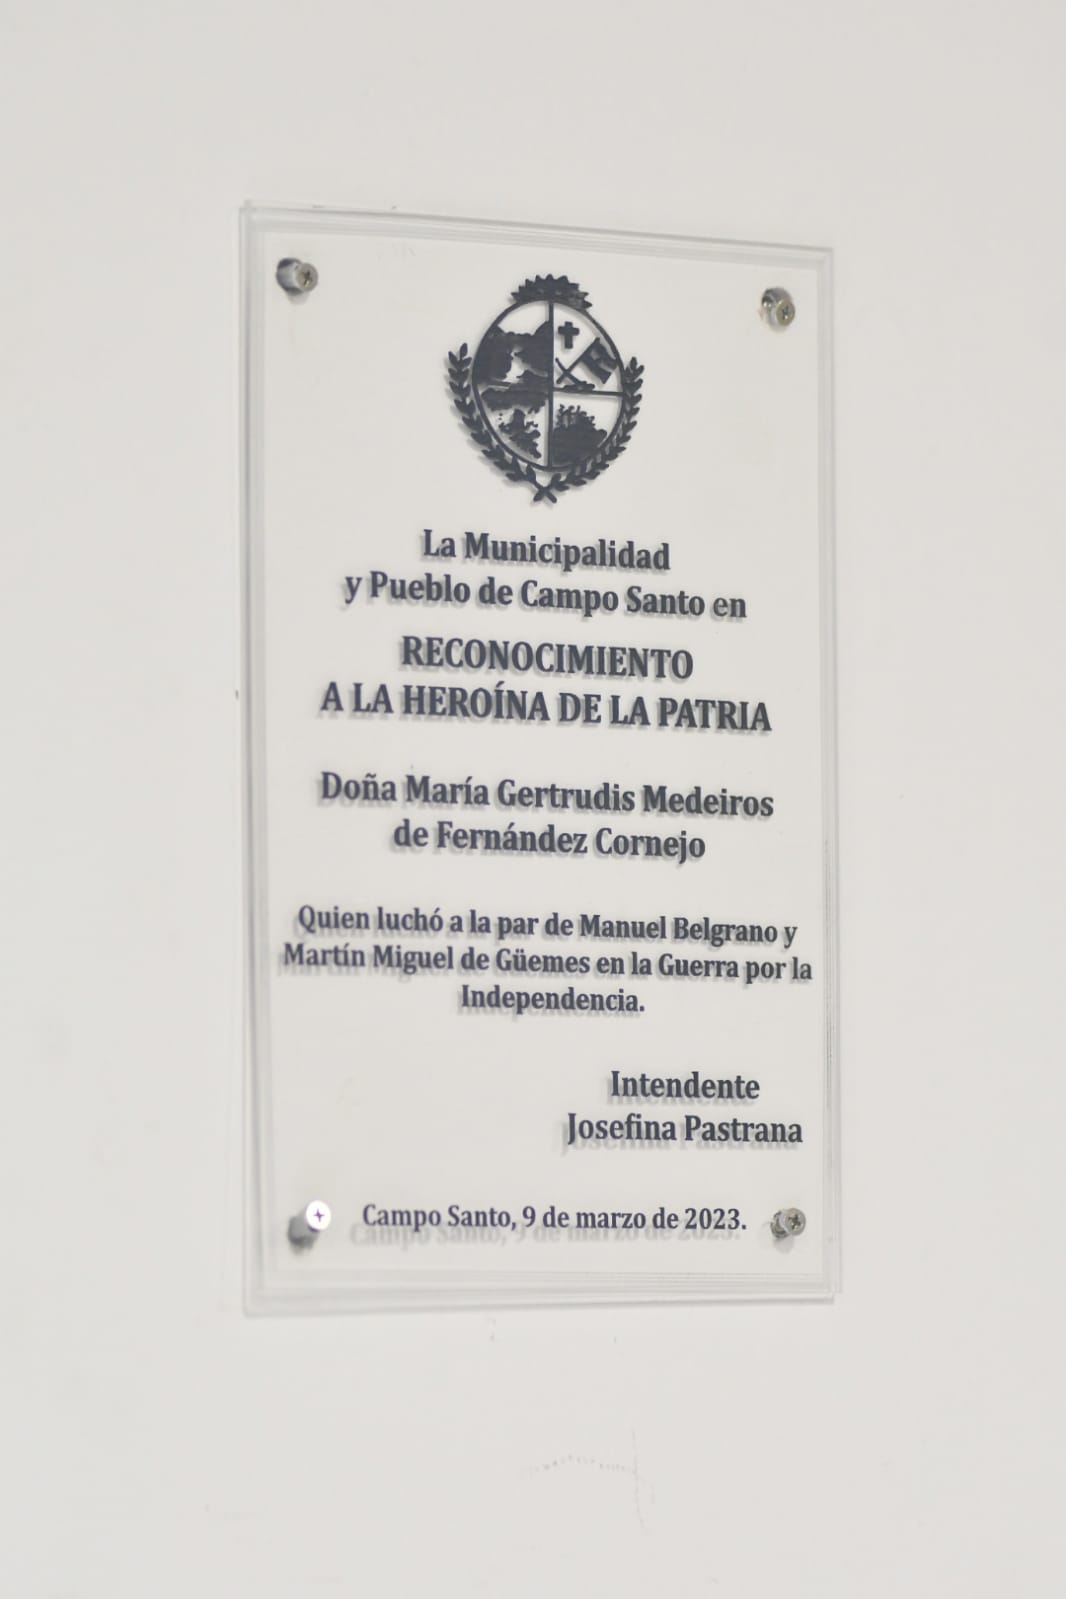 La Municipalidad
y Pueblo de Campo Santo en
RECONOCIMIENTO
A LA HEROÍNA DE LA PATRIA
Doña María Gertrudis Medeiros
de Fernández Cornejo
Quien luchó a la par de Manuel Belgrano y
Martín Miguel de Güemes en la Guerra por la
Independencia.
Intendente
Josefina Pastrana
Campo Santo, 9 de marzo de 2023.